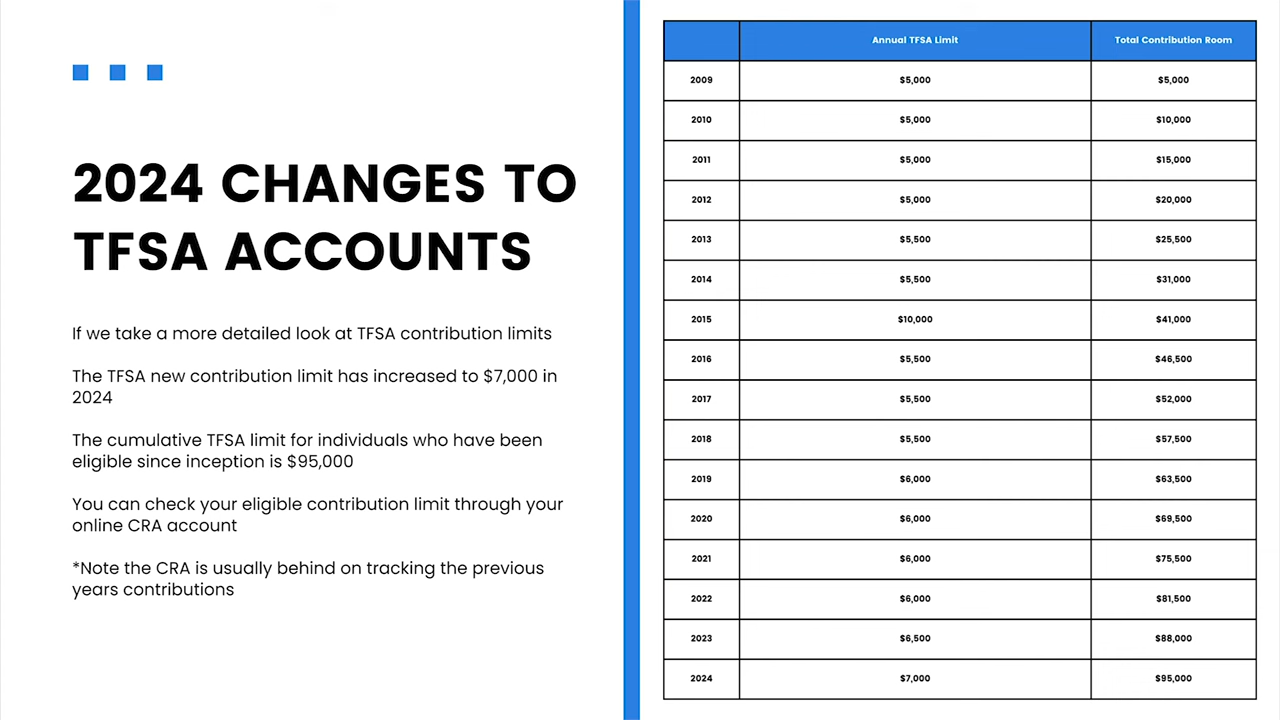 2024 CHANGES TO
TFSA ACCOUNTS
If we take a more detailed look at TFSA contribution limits
The TFSA new contribution limit has increased to $7,000 in
2024
The cumulative TFSA limit for individuals who have been
eligible since inception is $95,000
You can check your eligible contribution limit through your
online CRA account
*Note the CRA is usually behind on tracking the previous
years contributions
Annual TFSA Limit Total Contribution Room
2009 $5,000 $5,000
2010 $5,000 $10,000
2011 $5,000 $15,000
2012 $5,000 $20,000
2013 $5,500 $25,500
2014 $5,500 $31,000
2015 $10,000 $41,000
2016 $5,500 $46,500
2017 $5,500 $52,000
2018 $5,500 $57,500
2019 $6,000 $63,500
2020 $6,000 $69,500
2021 $6,000 $75,500
2022 $6,000 $81,500
2023 $6,500 $88,000
2024 $7,000 $95,000